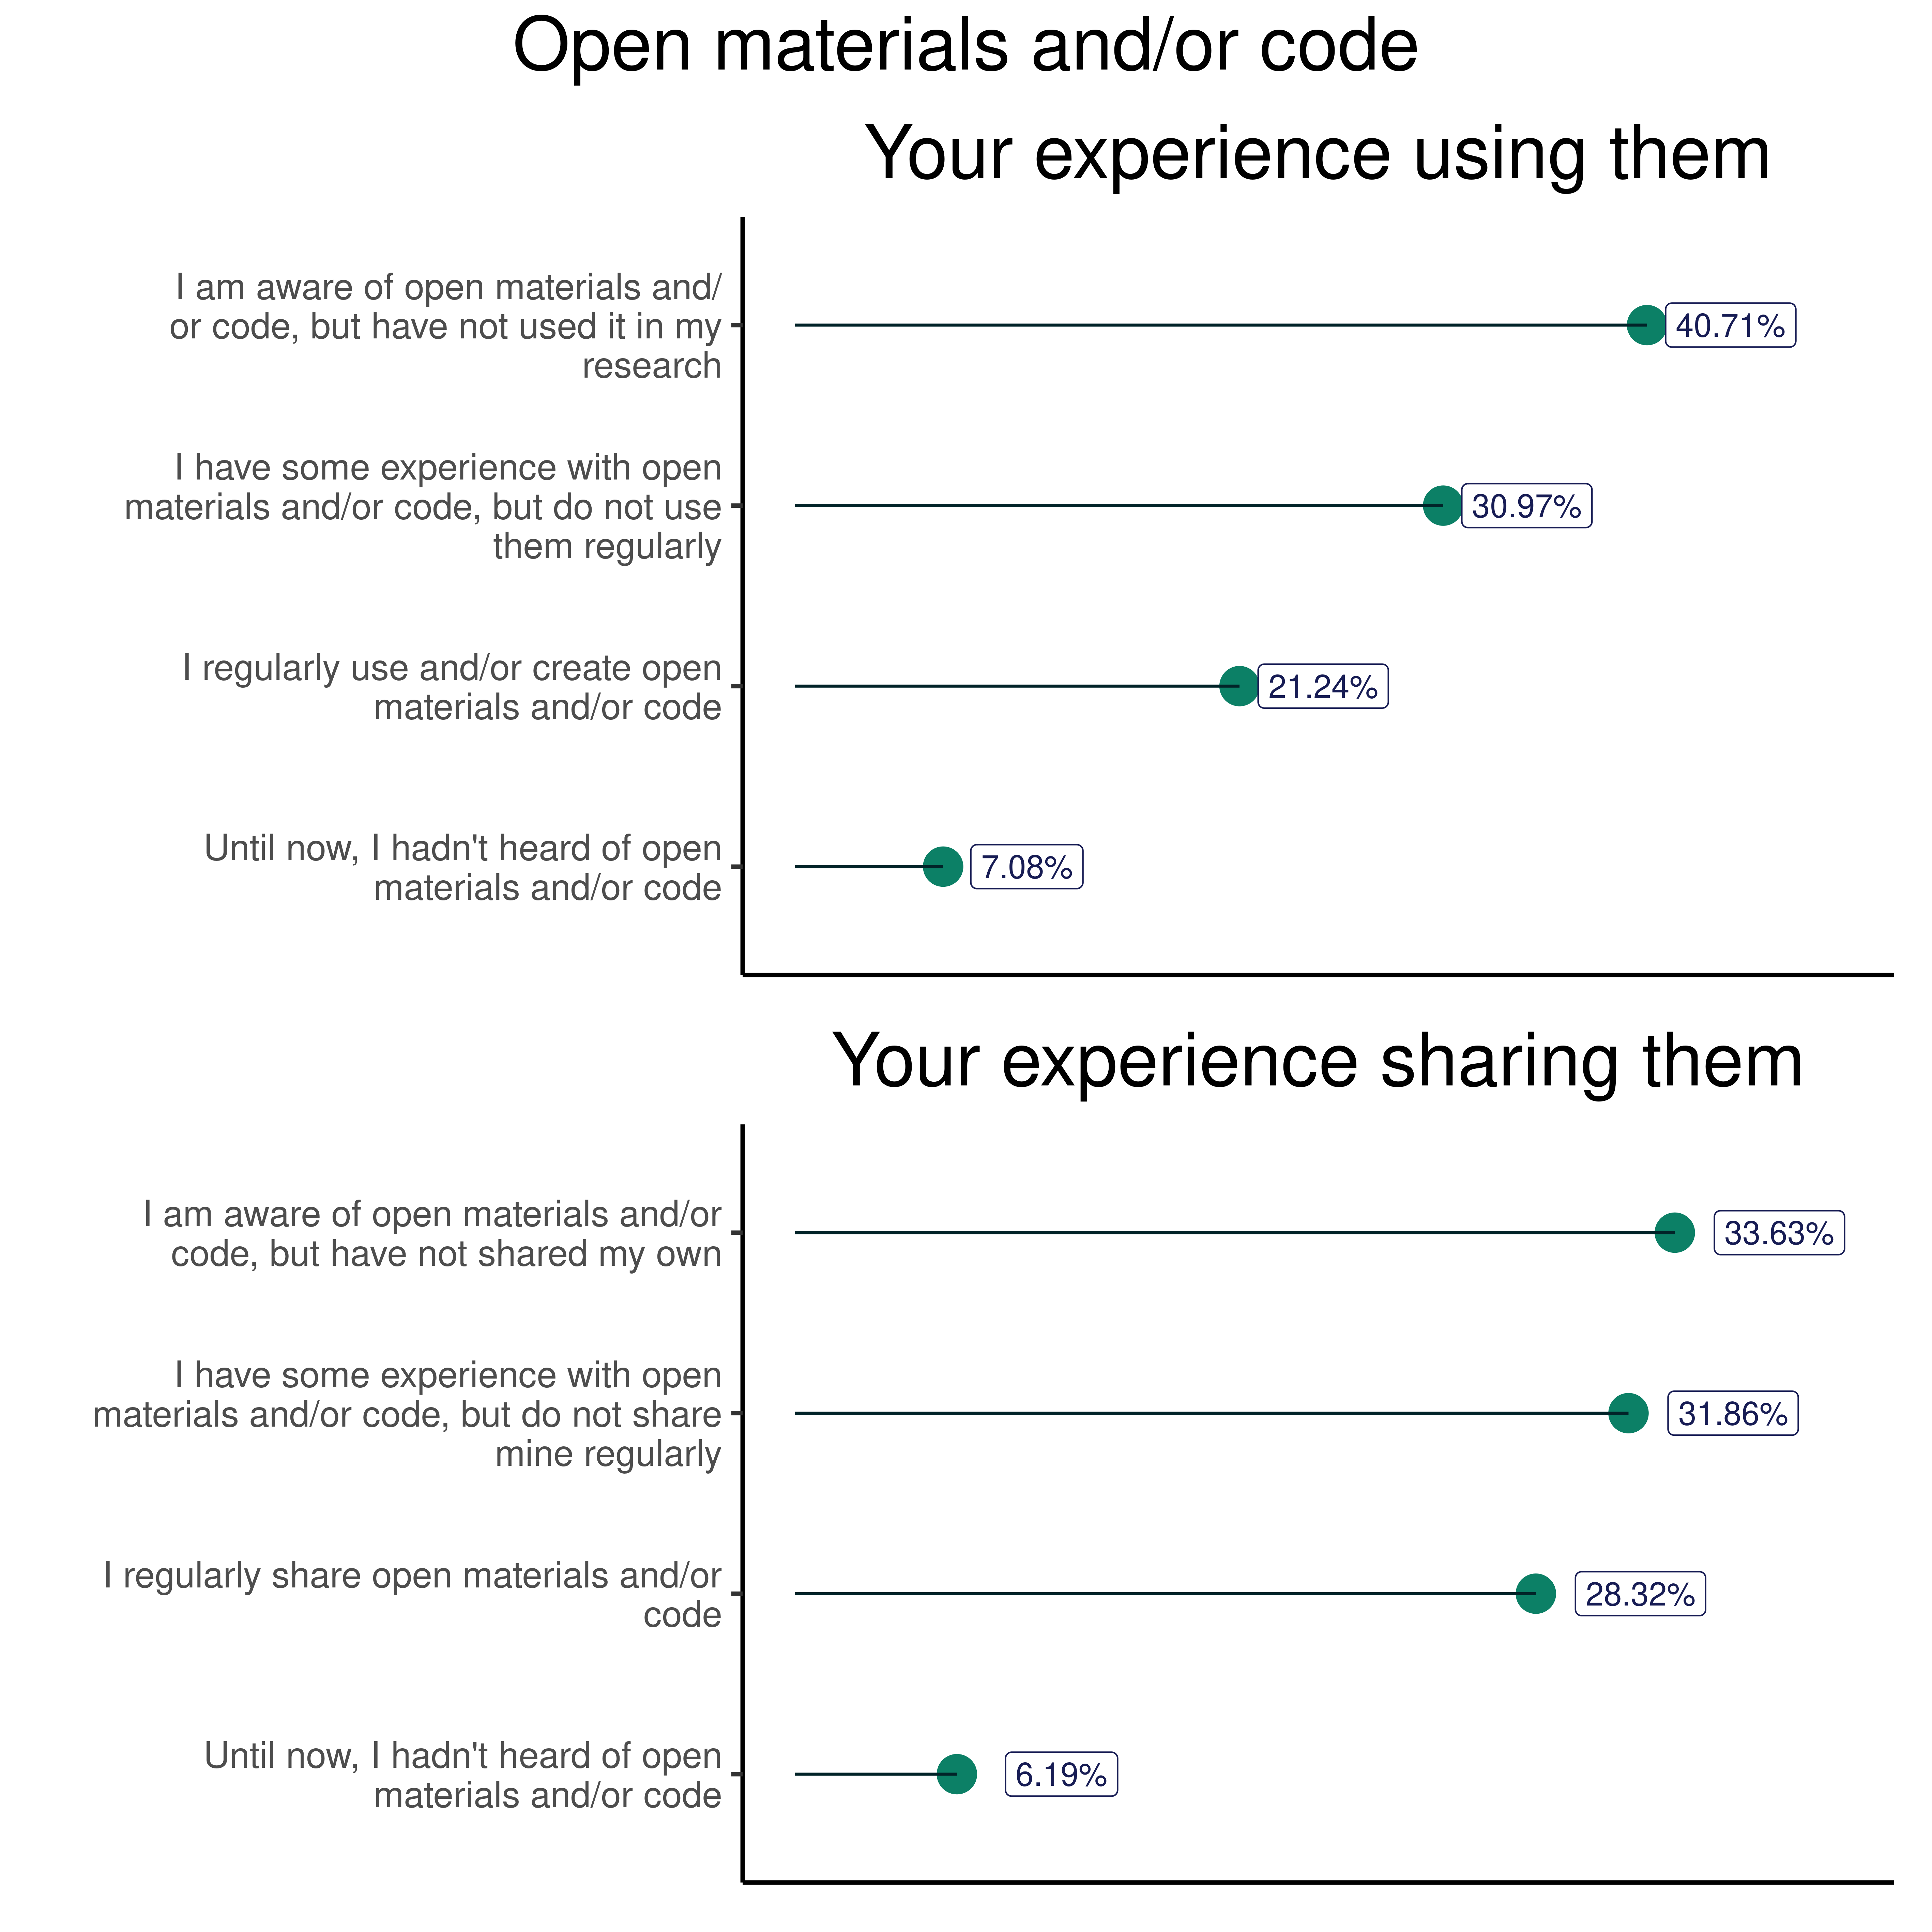 Open materials and/or code
Your experience using them
I am aware of open materials and/
or code, but have not used it in my
research
40.71%
I have some experience with open
materials and/or code, but do not use
them regularly
30.97%
I regularly use and/or create open
materials and/or code
21.24%
Until now, I hadn't heard of open
materials and/or code
7.08%
Your experience sharing them
I am aware of open materials and/or
code, but have not shared my own
33.63%
I have some experience with open
materials and/or code, but do not share
mine regularly
31.86%
I regularly share open materials and/or
code
28.32%
Until now, I hadn't heard of open
materials and/or code
6.19%